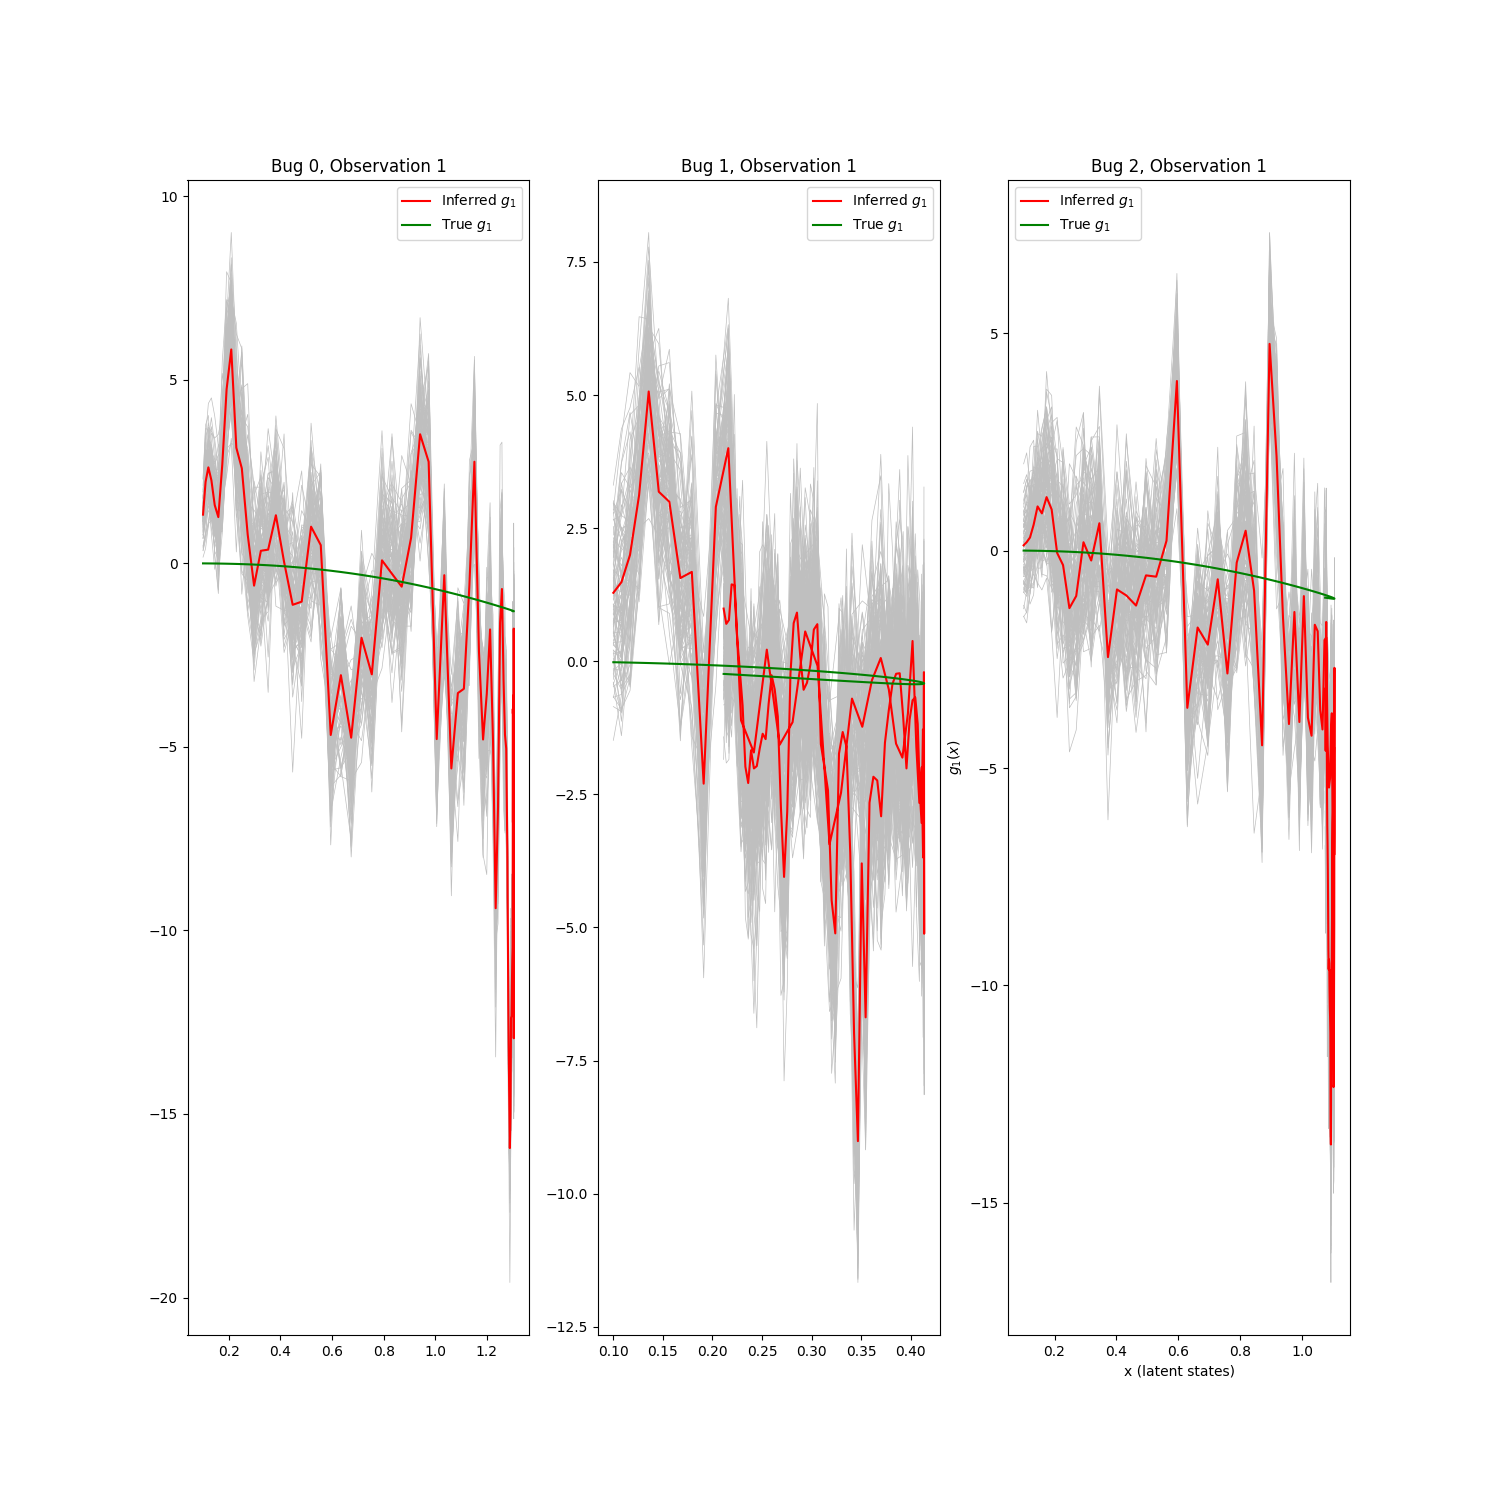 Bug 0, Observation 1
Inferred g₁
True g₁
10
5
0
−5
−10
−15
−20
0.2 0.4 0.6 0.8 1.0 1.2
Bug 1, Observation 1
Inferred g₁
True g₁
7.5
5.0
2.5
0.0
−2.5
−5.0
−7.5
−10.0
−12.5
0.10 0.15 0.20 0.25 0.30 0.35 0.40
Bug 2, Observation 1
Inferred g₁
True g₁
g₁(x)
5
0
−5
−10
−15
0.2 0.4 0.6 0.8 1.0
x (latent states)